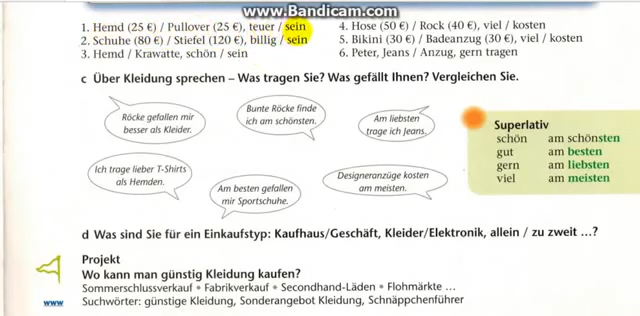 www.Bandicam.com
1. Hemd (25 €) / Pullover (25 €), teuer / sein
2. Schuhe (80 €) / Stiefel (120 €), billig / sein
3. Hemd / Krawatte, schön / sein
4. Hose (50 €) / Rock (40 €), viel / kosten
5. Bikini (30 €) / Badeanzug (30 €), viel / kosten
6. Peter, Jeans / Anzug, gern tragen
c Über Kleidung sprechen – Was tragen Sie? Was gefällt Ihnen? Vergleichen Sie.
Röcke gefallen mir
besser als Kleider.
Bunte Röcke finde
ich am schönsten.
Am liebsten
trage ich Jeans.
Ich trage lieber T-Shirts
als Hemden.
Am besten gefallen
mir Sportschuhe.
Designeranzüge kosten
am meisten.
Superlativ
schön am schönsten
gut am besten
gern am liebsten
viel am meisten
d Was sind Sie für ein Einkaufstyp: Kaufhaus/Geschäft, Kleider/Elektronik, allein / zu zweit ...?
Projekt
Wo kann man günstig Kleidung kaufen?
Sommerschlussverkauf • Fabrikverkauf • Secondhand-Läden • Flohmärkte ...
www Suchwörter: günstige Kleidung, Sonderangebot Kleidung, Schnäppchenführer